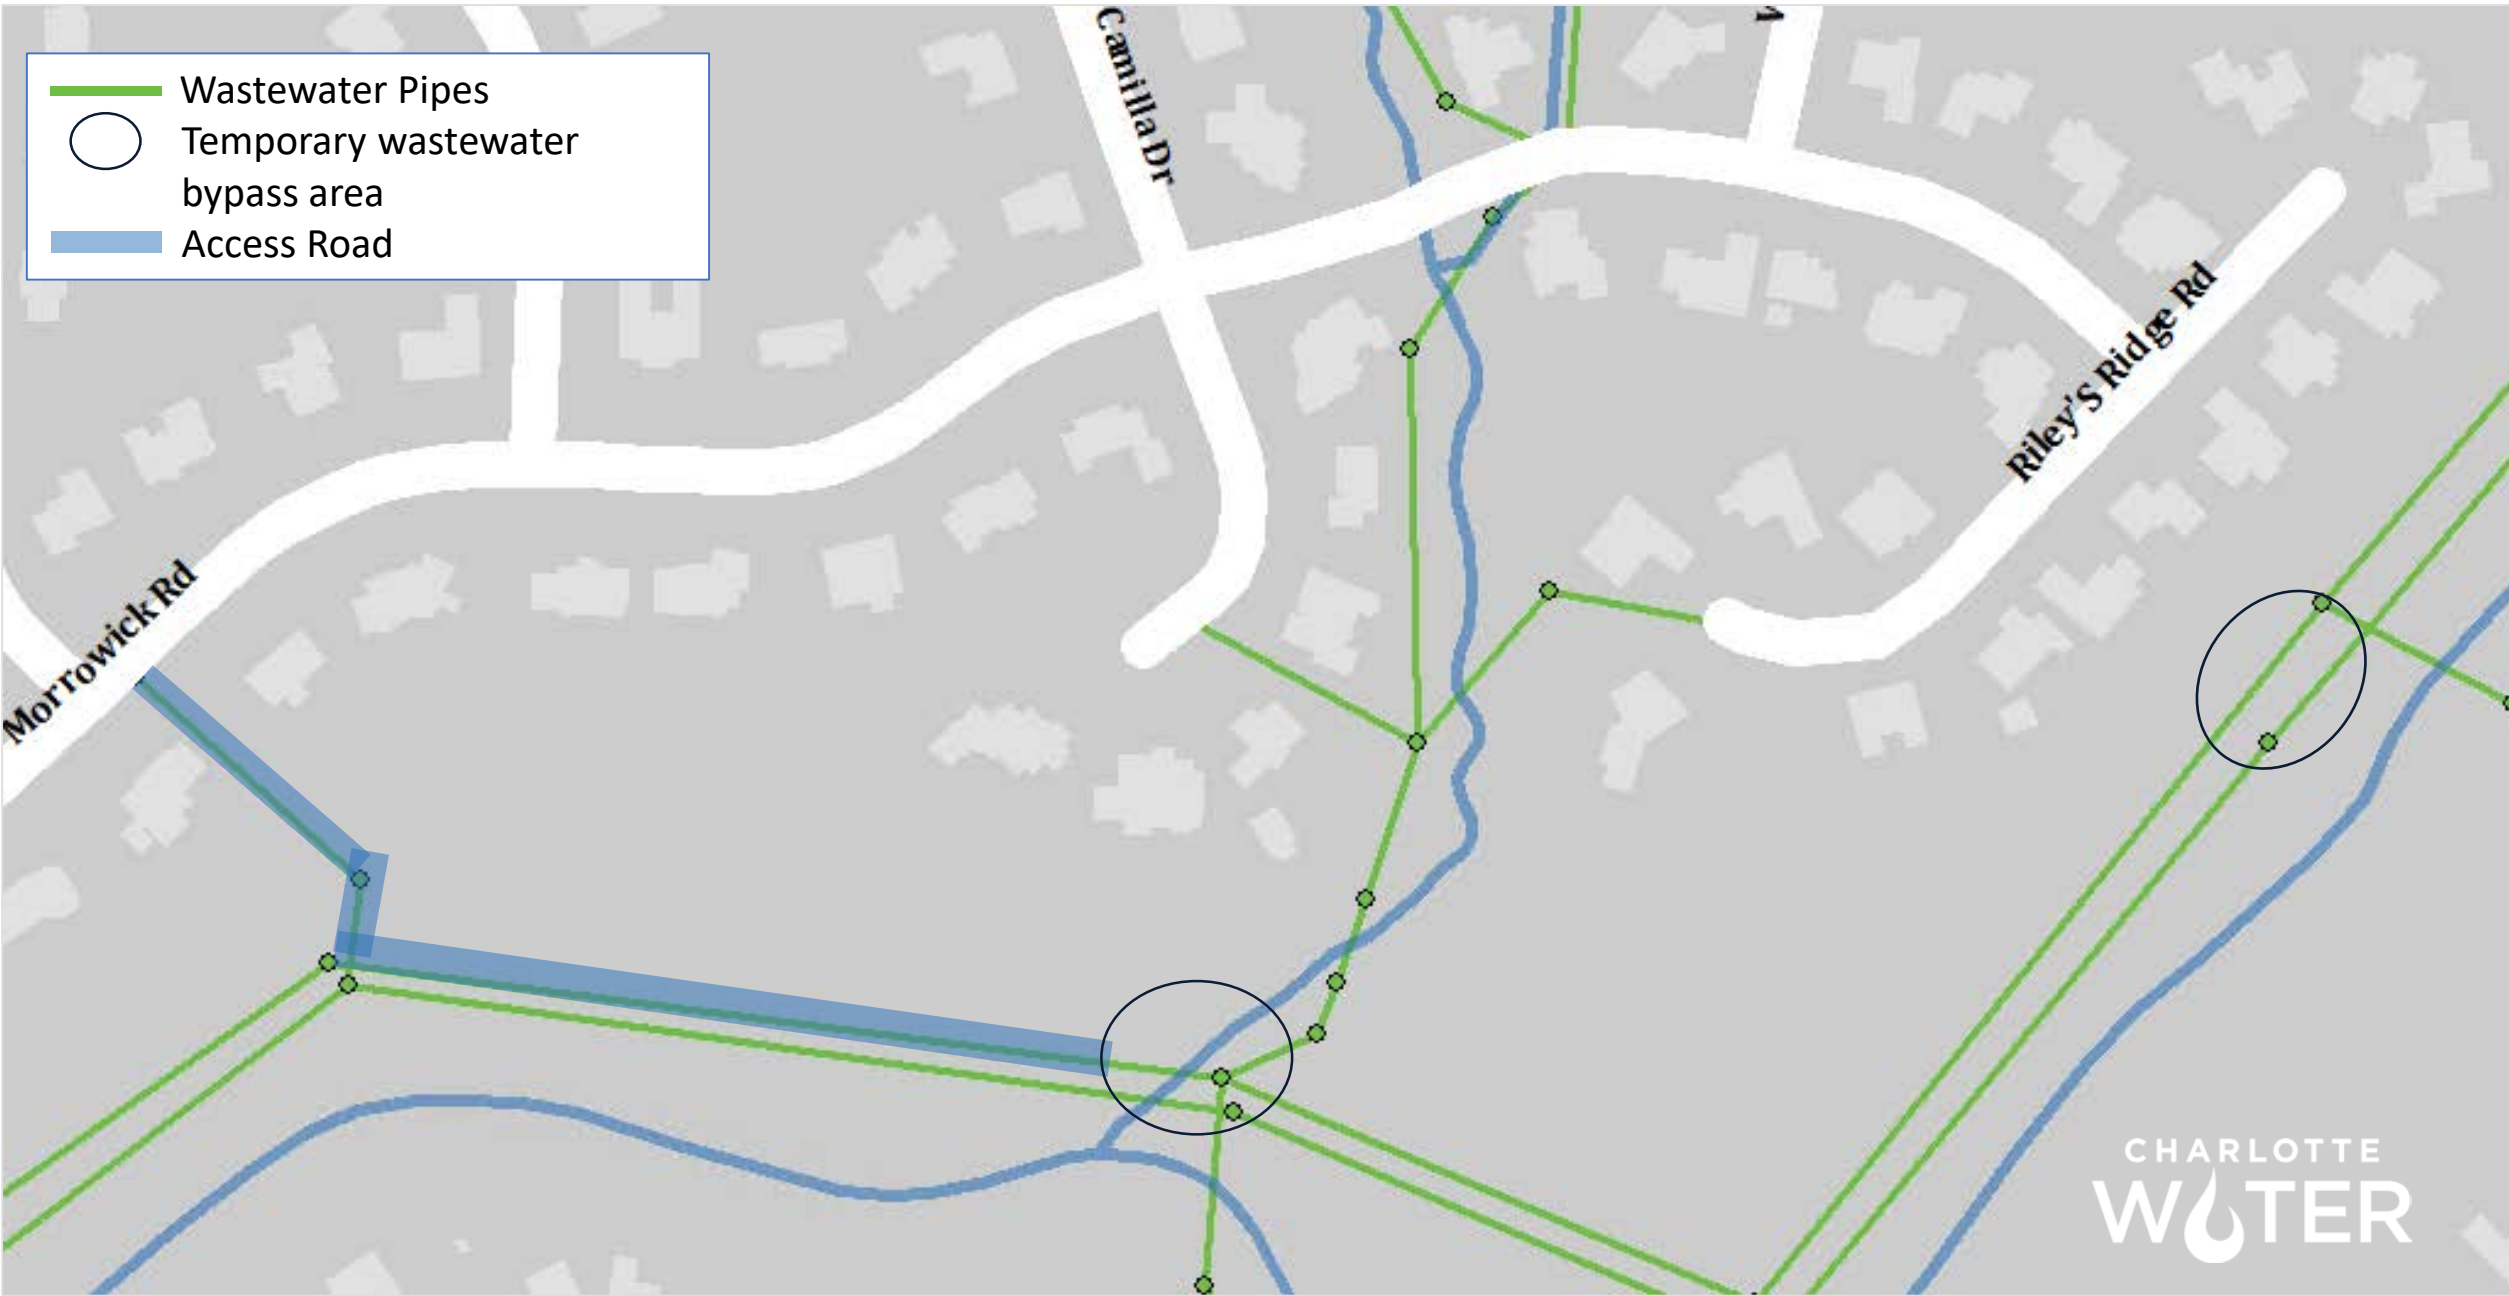 Wastewater Pipes
Temporary wastewater
bypass area
Access Road
Camilla Dr
Riley'S Ridge Rd
Morrowick Rd
CHARLOTTE
WATER